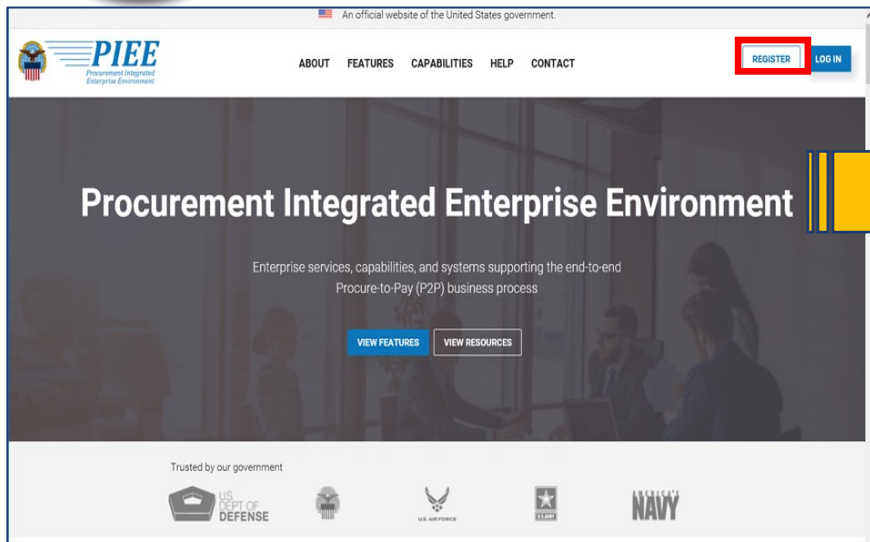 An official website of the United States government.
PIEE
Procurement Integrated
Enterprise Environment
ABOUT FEATURES CAPABILITIES HELP CONTACT
REGISTER LOG IN
Procurement Integrated Enterprise Environment
Enterprise services, capabilities, and systems supporting the end-to-end
Procure-to-Pay (P2P) business process
VIEW FEATURES VIEW RESOURCES
Trusted by our government
U.S.
DEPT OF
DEFENSE
U.S. AIR FORCE
U.S. ARMY
AMERICA'S
NAVY